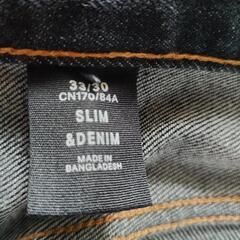 33/30
CN170/84A
SLIM
&DENIM
MADE IN
BANGLADESH